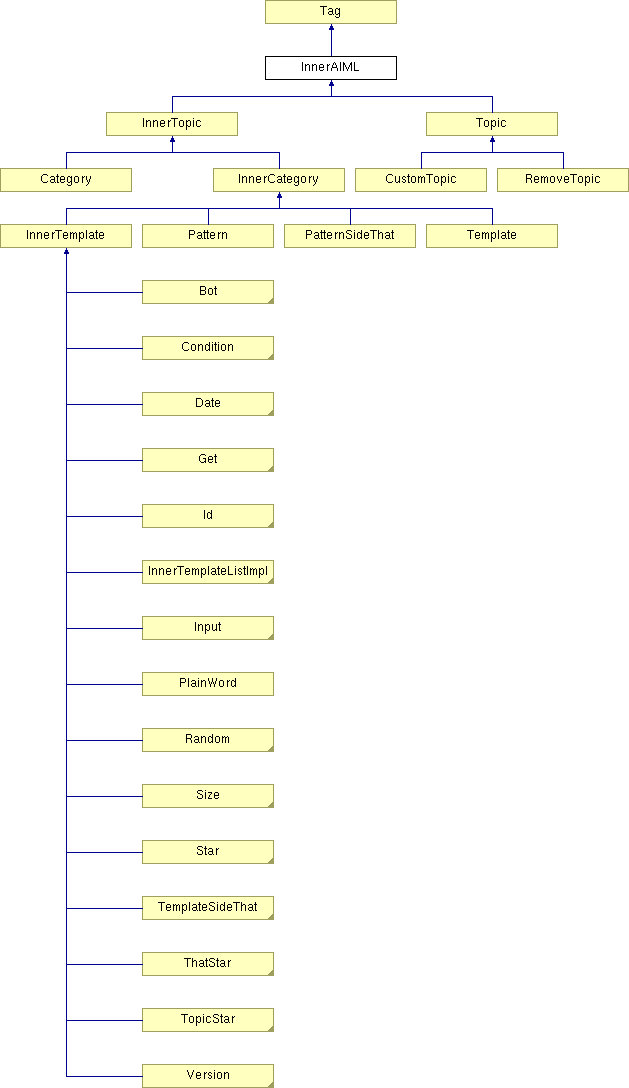 Tag
InnerAIML
InnerTopic
Topic
Category
InnerCategory
CustomTopic
RemoveTopic
InnerTemplate
Pattern
PatternSideThat
Template
Bot
Condition
Date
Get
Id
InnerTemplateListImpl
Input
PlainWord
Random
Size
Star
TemplateSideThat
ThatStar
TopicStar
Version